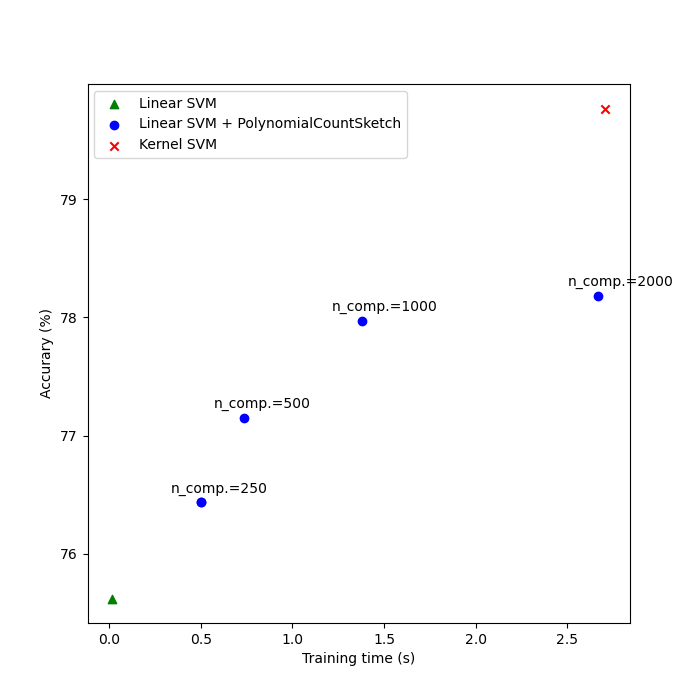 Linear SVM
Linear SVM + PolynomialCountSketch
Kernel SVM
79
n_comp.=2000
n_comp.=1000
78
n_comp.=500
77
n_comp.=250
76
Accurary (%)
0.0 0.5 1.0 1.5 2.0 2.5
Training time (s)